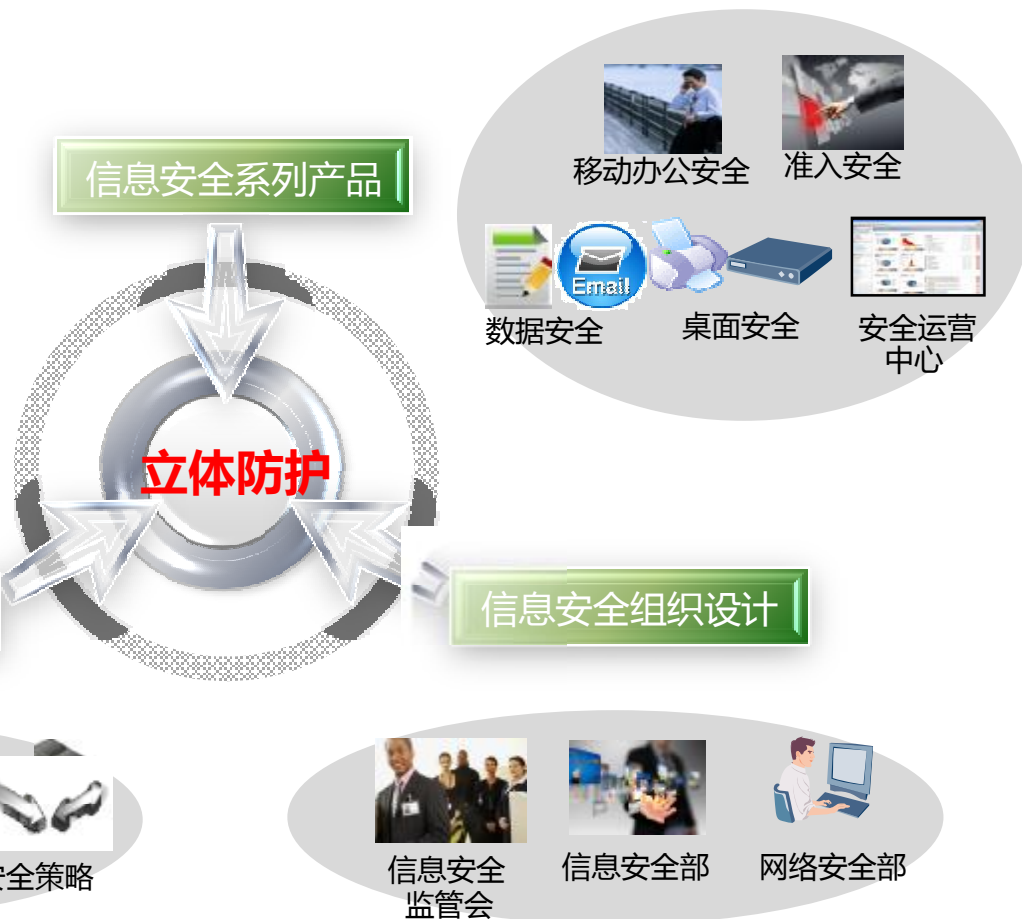 移动办公安全
准入安全
信息安全系列产品
Email
数据安全
桌面安全
安全运营
中心
立体防护
信息安全组织设计
安全策略
信息安全
监管会
信息安全部
网络安全部